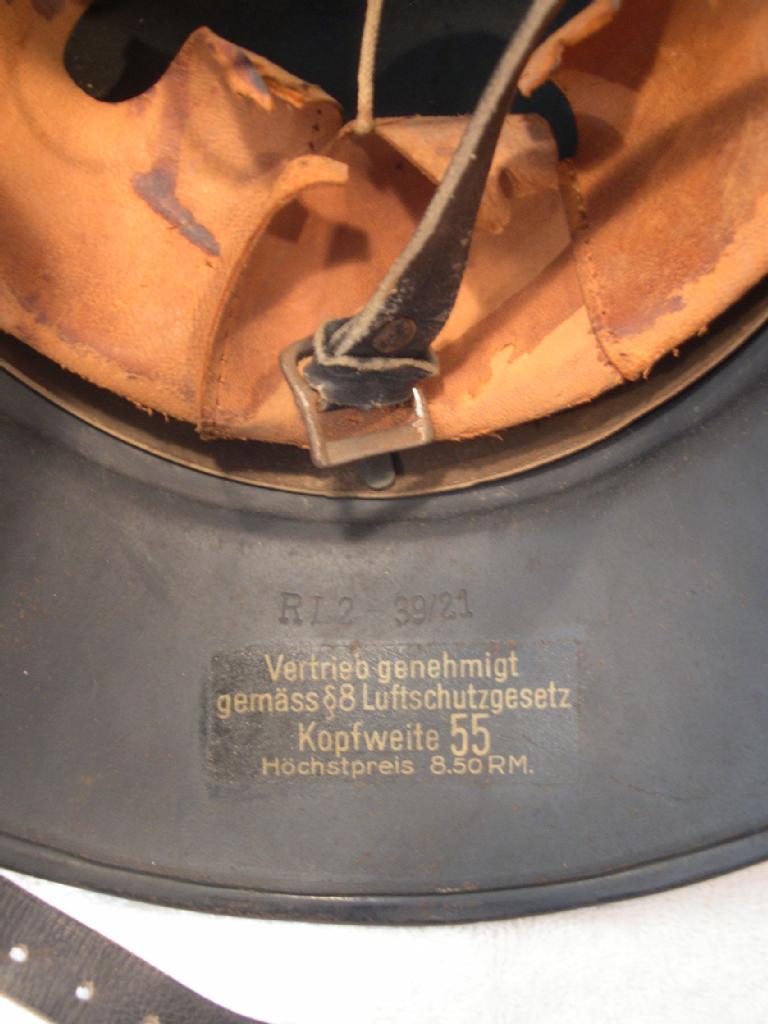 RL2 39/21
Vertrieb genehmigt
gemäss §8 Luftschutzgesetz
Kopfweite 55
Höchstpreis 8.50 RM.